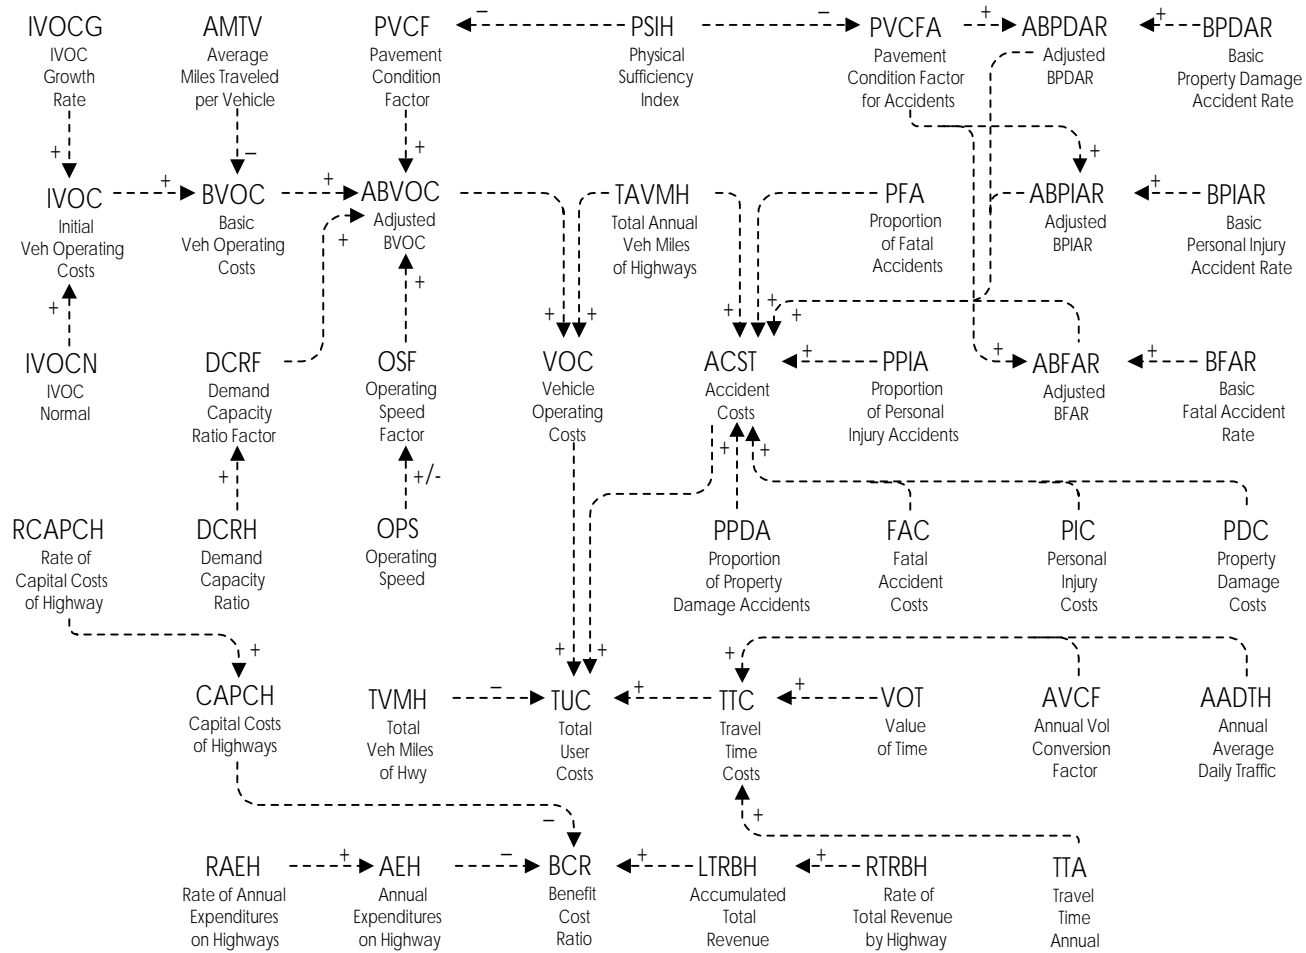 IVOCG
IVOC
Growth
Rate
AMTV
Average
Miles Traveled
per Vehicle
PVCF
Pavement
Condition
Factor
−
PSIH
Physical
Sufficiency
Index
−
PVCFA
Pavement
Condition Factor
for Accidents
+
ABPDAR
Adjusted
BPDAR
+
BPDAR
Basic
Property Damage
Accident Rate
+
−
+
+
IVOC
Initial
Veh Operating
Costs
+
BVOC
Basic
Veh Operating
Costs
+
ABVOC
Adjusted
BVOC
+
TAVMH
Total Annual
Veh Miles
of Highways
PFA
Proportion
of Fatal
Accidents
ABPIAR
Adjusted
BPIAR
+
BPIAR
Basic
Personal Injury
Accident Rate
+
+
+
+
+
+
+
IVOCN
IVOC
Normal
DCRF
Demand
Capacity
Ratio Factor
OSF
Operating
Speed
Factor
VOC
Vehicle
Operating
Costs
ACST
Accident
Costs
+
PPIA
Proportion
of Personal
Injury Accidents
+
ABFAR
Adjusted
BFAR
+
BFAR
Basic
Fatal Accident
Rate
+
+/-
+
+
RCAPCH
Rate of
Capital Costs
of Highway
DCRH
Demand
Capacity
Ratio
OPS
Operating
Speed
PPDA
Proportion
of Property
Damage Accidents
FAC
Fatal
Accident
Costs
PIC
Personal
Injury
Costs
PDC
Property
Damage
Costs
+
+
+
+
CAPCH
Capital Costs
of Highways
TVMH
Total
Veh Miles
of Hwy
−
TUC
Total
User
Costs
+
TTC
Travel
Time
Costs
+
VOT
Value
of Time
AVCF
Annual Vol
Conversion
Factor
AADTH
Annual
Average
Daily Traffic
−
+
RAEH
Rate of Annual
Expenditures
on Highways
+
AEH
Annual
Expenditures
on Highway
−
BCR
Benefit
Cost
Ratio
+
LTRBH
Accumulated
Total
Revenue
+
RTRBH
Rate of
Total Revenue
by Highway
TTA
Travel
Time
Annual